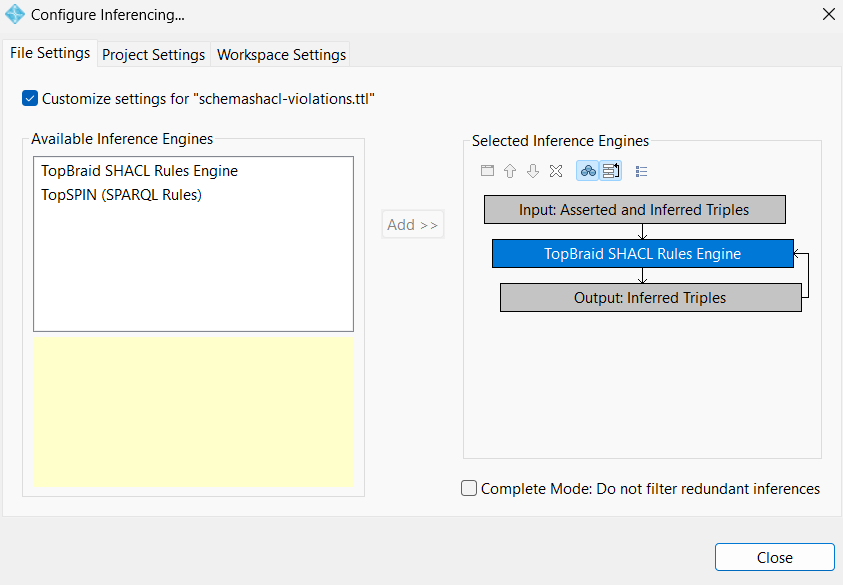 Configure Inferencing...
File Settings
Project Settings
Workspace Settings
Customize settings for "schemashacl-violations.ttl"
Available Inference Engines
TopBraid SHACL Rules Engine
TopSPIN (SPARQL Rules)
Add >>
Selected Inference Engines
Input: Asserted and Inferred Triples
TopBraid SHACL Rules Engine
Output: Inferred Triples
Complete Mode: Do not filter redundant inferences
Close